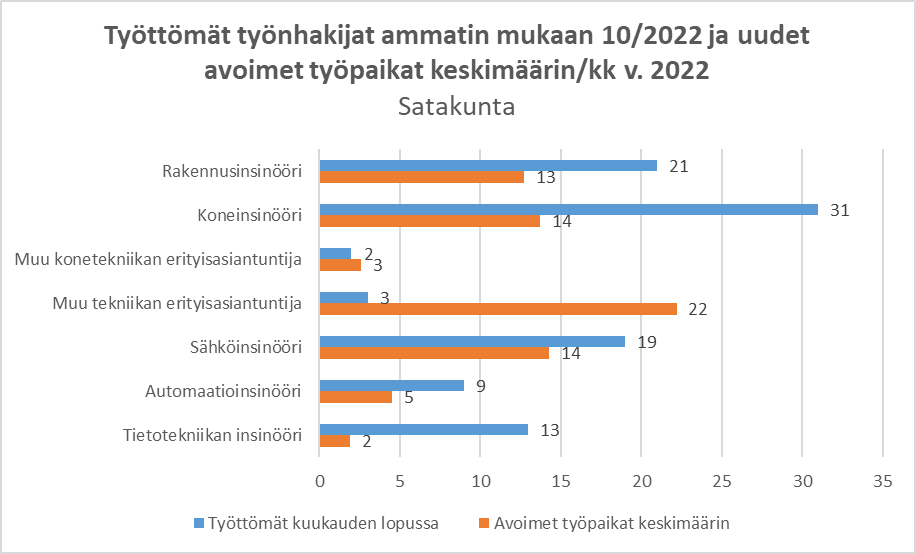 Työttömät työnhakijat ammatin mukaan 10/2022 ja uudet
avoimet työpaikat keskimäärin/kk v. 2022
Satakunta
Rakennusinsinööri
21
13
Koneinsinööri
31
14
Muu konetekniikan erityisasiantuntija
2
3
Muu tekniikan erityisasiantuntija
3
22
Sähköinsinööri
19
14
Automaatioinsinööri
9
5
Tietotekniikan insinööri
13
2
0 5 10 15 20 25 30 35
Työttömät kuukauden lopussa
Avoimet työpaikat keskimäärin